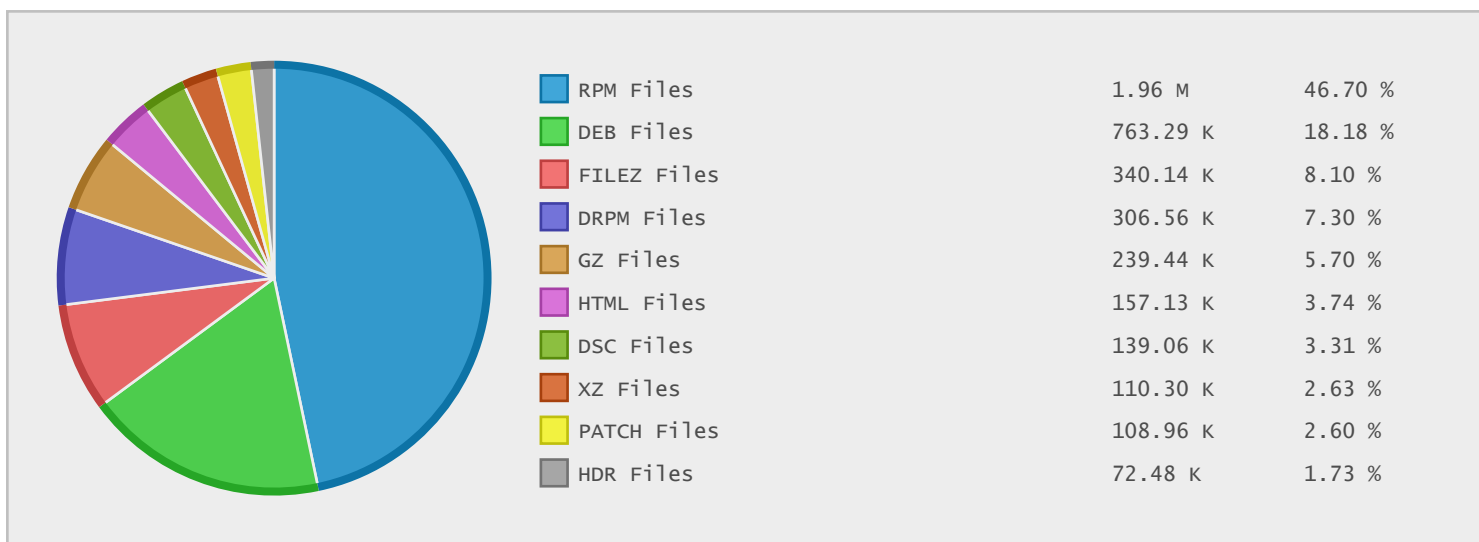 RPM Files 1.96 M 46.70 %
DEB Files 763.29 K 18.18 %
FILEZ Files 340.14 K 8.10 %
DRPM Files 306.56 K 7.30 %
GZ Files 239.44 K 5.70 %
HTML Files 157.13 K 3.74 %
DSC Files 139.06 K 3.31 %
XZ Files 110.30 K 2.63 %
PATCH Files 108.96 K 2.60 %
HDR Files 72.48 K 1.73 %